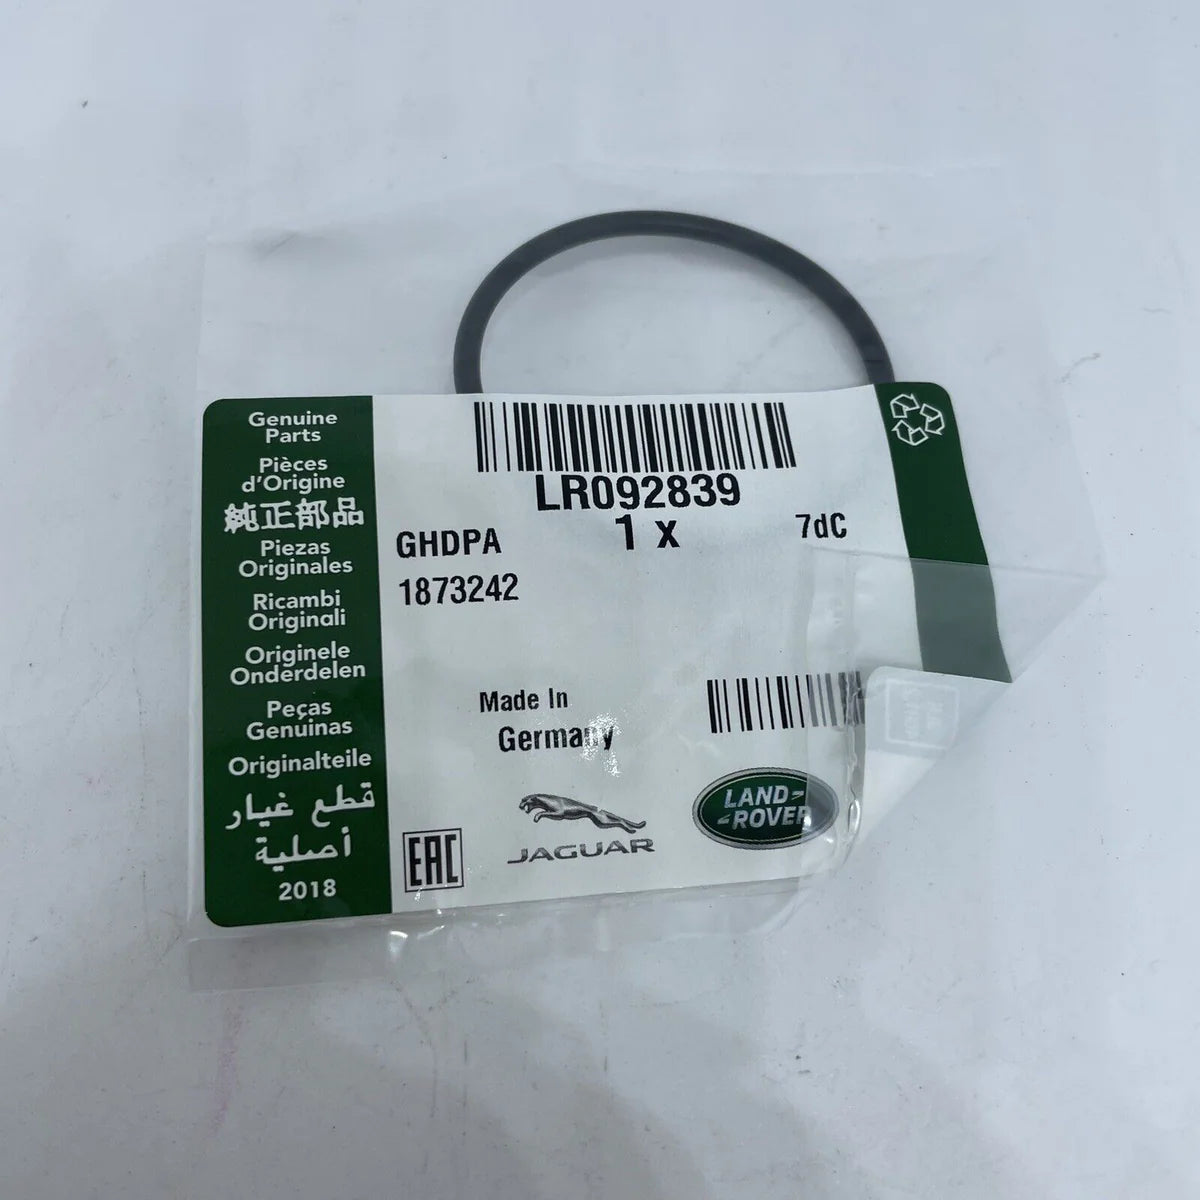 Genuine
Parts
Pièces
d'Origine
純正部品
Piezas
Originales
Ricambi
Originali
Originele
Onderdelen
Peças
Genuinas
Originalteile
قطع غيار
أصلية
2018
LR092839
GHDPA
1 x
7dC
1873242
Made In
Germany
EAC
JAGUAR
LAND-
-ROVER